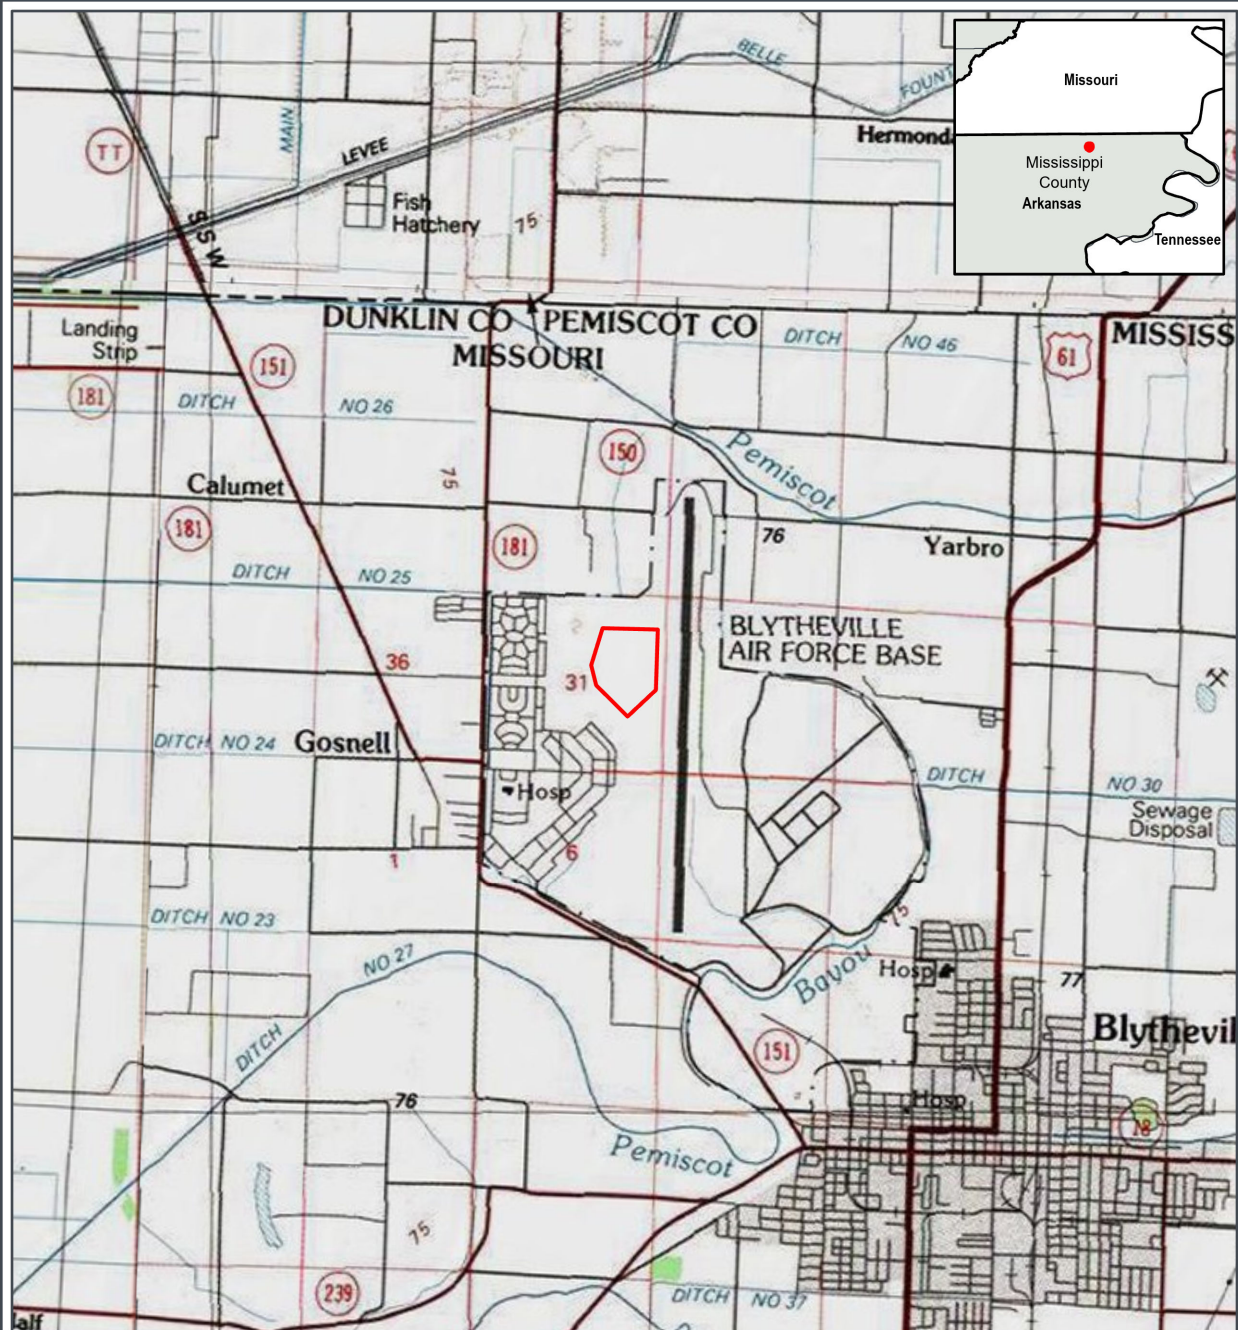 BELLE
FOUNT
MAIN
TT
LEVEE
Hermonda
Fish
Hatchery
75
SSW
Missouri
Mississippi
County
Arkansas
Tennessee
DUNKLIN CO
PEMISCOT CO
MISSOURI
MISSISS
Landing
Strip
DITCH NO 46
61
151
181
DITCH NO 26
150
Pemiscot
75
Calumet
181
181
76
Yarbro
DITCH NO 25
BLYTHEVILLE
AIR FORCE BASE
36
31
DITCH NO 24
Gosnell
Hosp
DITCH NO 30
Sewage
Disposal
1
6
DITCH NO 23
75
NO 27
DITCH
Bayou
Hosp
77
Blythevil
151
76
Hosp
18
Pemiscot
75
239
DITCH NO 37
alf